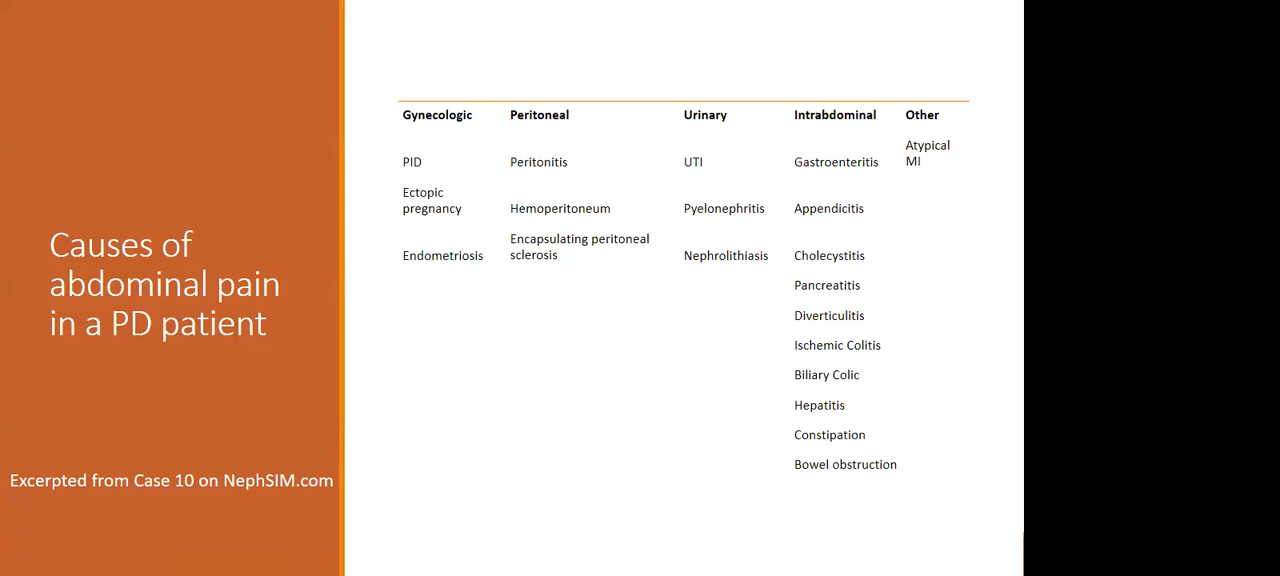 Causes of
abdominal pain
in a PD patient
Excerpted from Case 10 on NephSIM.com
Gynecologic Peritoneal Urinary Intrabdominal Other
PID Peritonitis UTI Gastroenteritis Atypical
MI
Ectopic
pregnancy Hemoperitoneum Pyelonephritis Appendicitis
Endometriosis Encapsulating peritoneal
sclerosis Nephrolithiasis Cholecystitis
Pancreatitis
Diverticulitis
Ischemic Colitis
Biliary Colic
Hepatitis
Constipation
Bowel obstruction